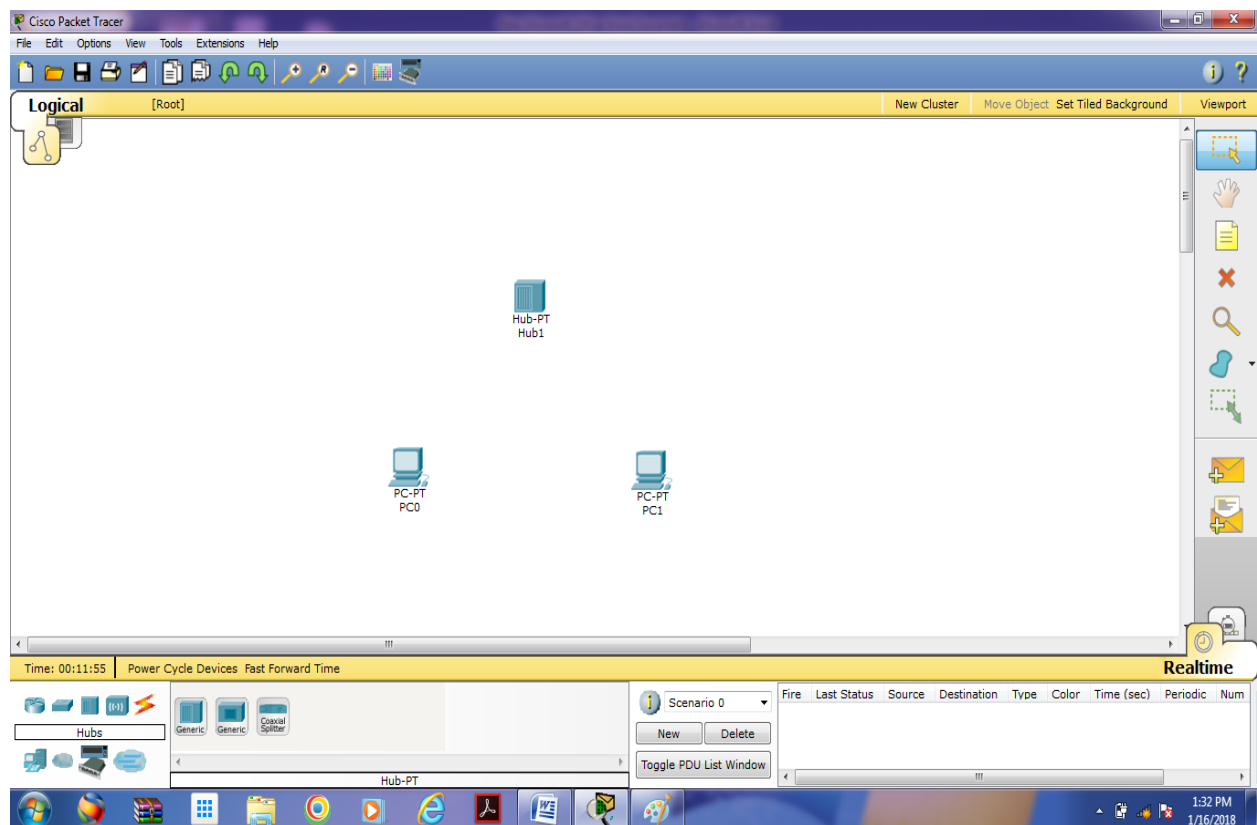 Cisco Packet Tracer
File Edit Options View Tools Extensions Help
Logical [Root] New Cluster Move Object Set Tiled Background Viewport
Hub-PT
Hub1
PC-PT
PC0
PC-PT
PC1
Time: 00:11:55 Power Cycle Devices Fast Forward Time Realtime
Hubs
Generic Generic Coaxial Splitter
Hub-PT
Scenario 0
New Delete
Toggle PDU List Window
Fire Last Status Source Destination Type Color Time (sec) Periodic Num
1:32 PM
1/16/2018